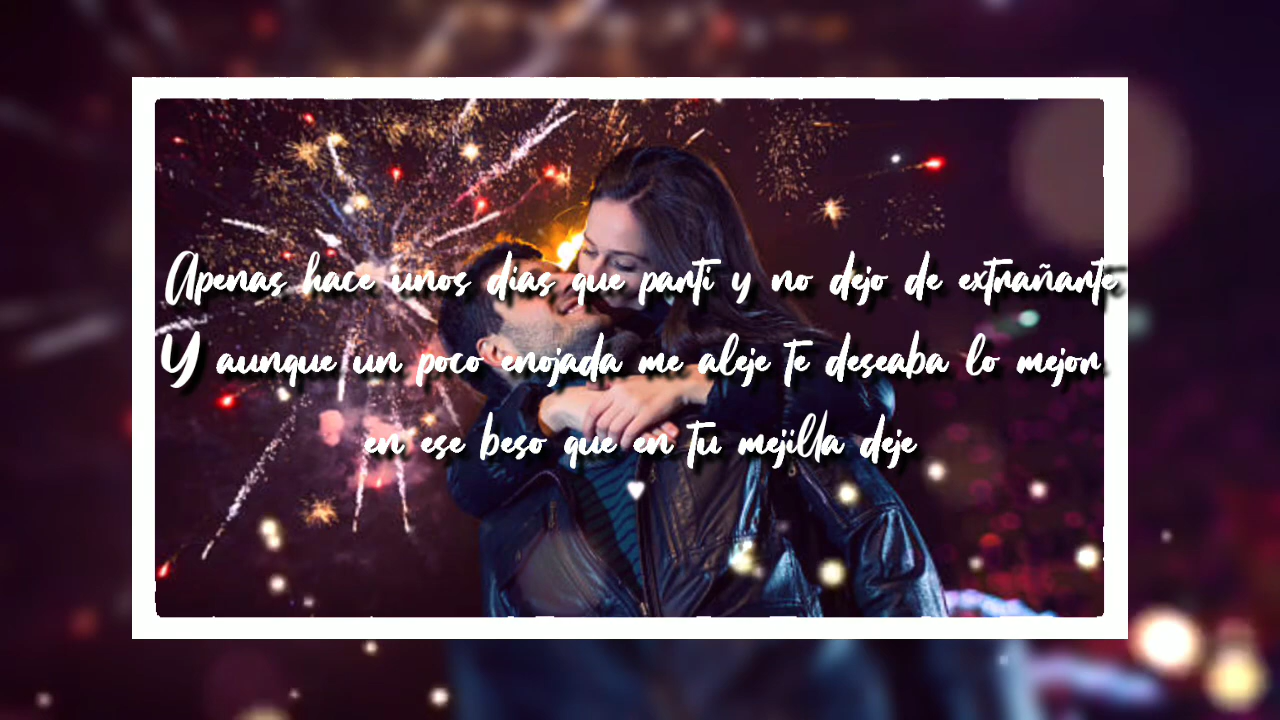 Apenas hace unos dias que parti y no dejo de extrañarte,
Y aunque un poco enojada me aleje te deseaba lo mejor
en ese beso que en tu mejilla deje